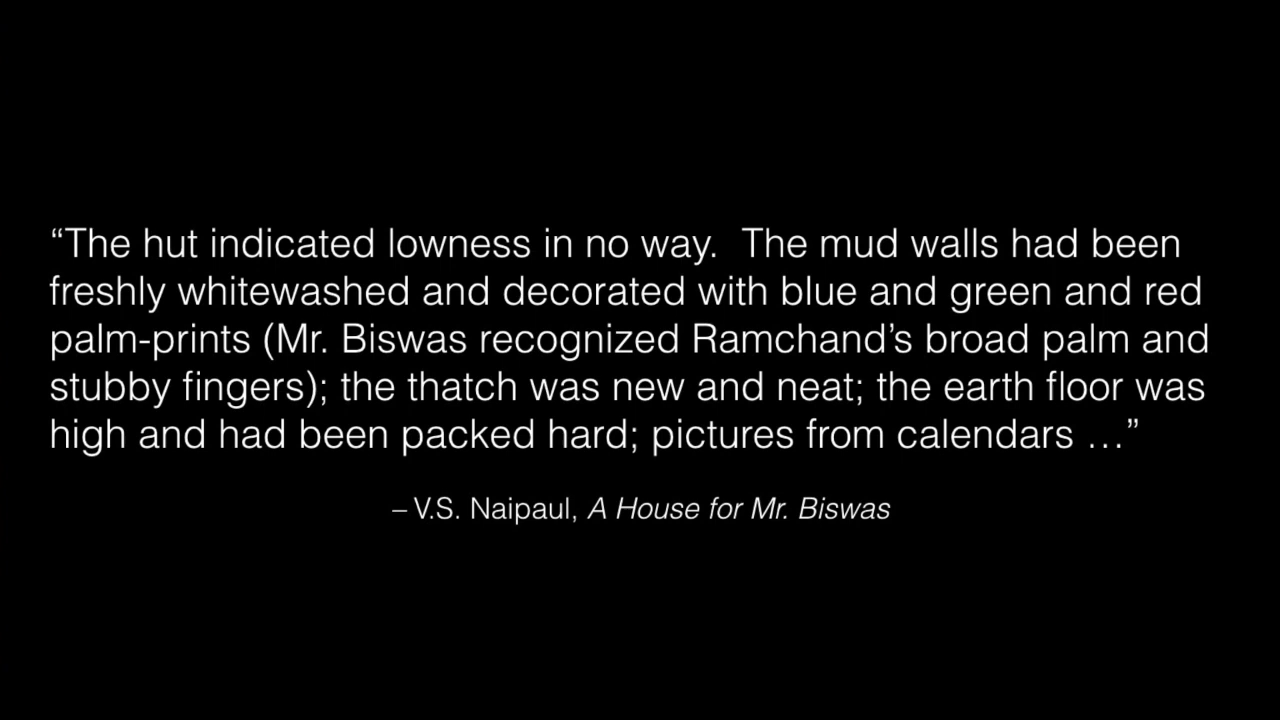 “The hut indicated lowness in no way.  The mud walls had been
freshly whitewashed and decorated with blue and green and red
palm-prints (Mr. Biswas recognized Ramchand’s broad palm and
stubby fingers); the thatch was new and neat; the earth floor was
high and had been packed hard; pictures from calendars …”
– V.S. Naipaul, A House for Mr. Biswas